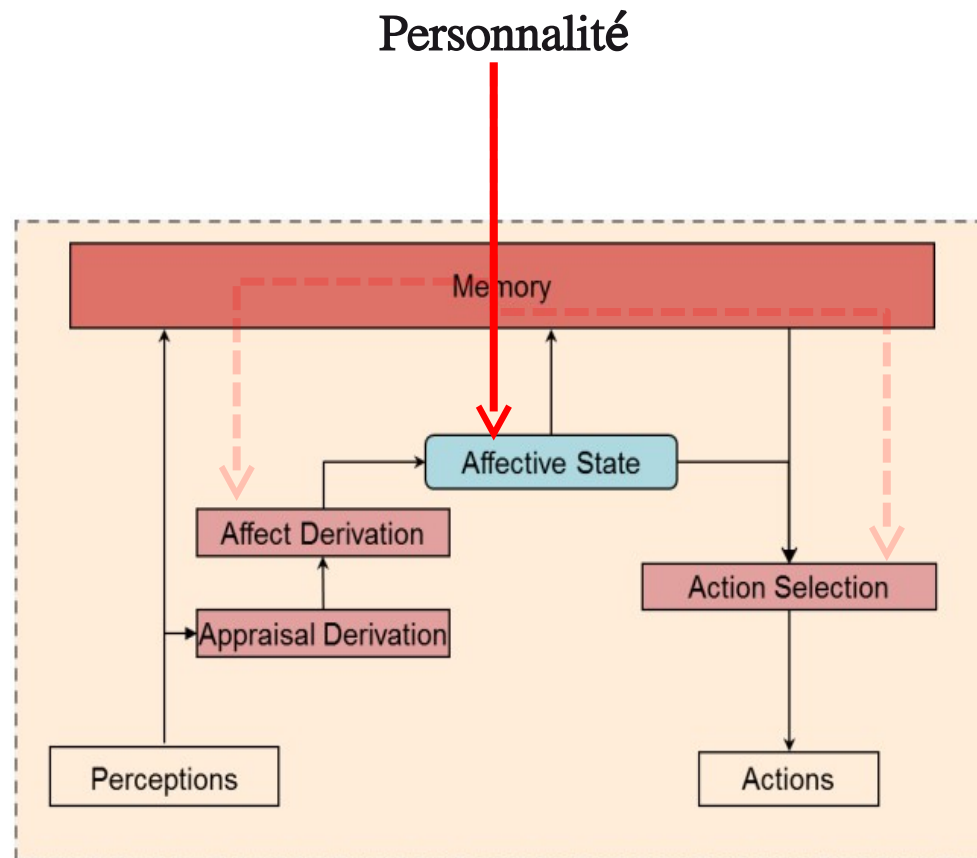 Personnalité
Memory
Affective State
Affect Derivation
Action Selection
Appraisal Derivation
Perceptions
Actions